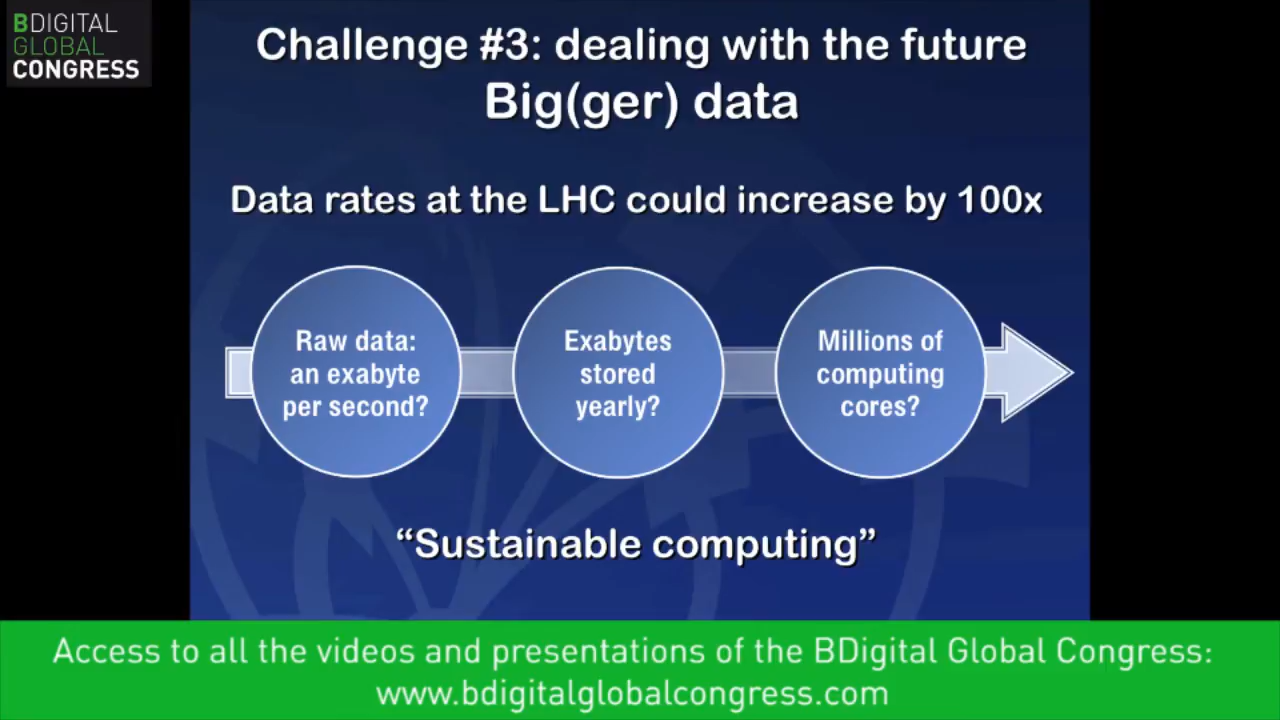 BDIGITAL
GLOBAL
CONGRESS
Challenge #3: dealing with the future
Big(ger) data
Data rates at the LHC could increase by 100x
Raw data:
an exabyte
per second?
Exabytes
stored
yearly?
Millions of
computing
cores?
“Sustainable computing”
Access to all the videos and presentations of the BDigital Global Congress:
www.bdigitalglobalcongress.com